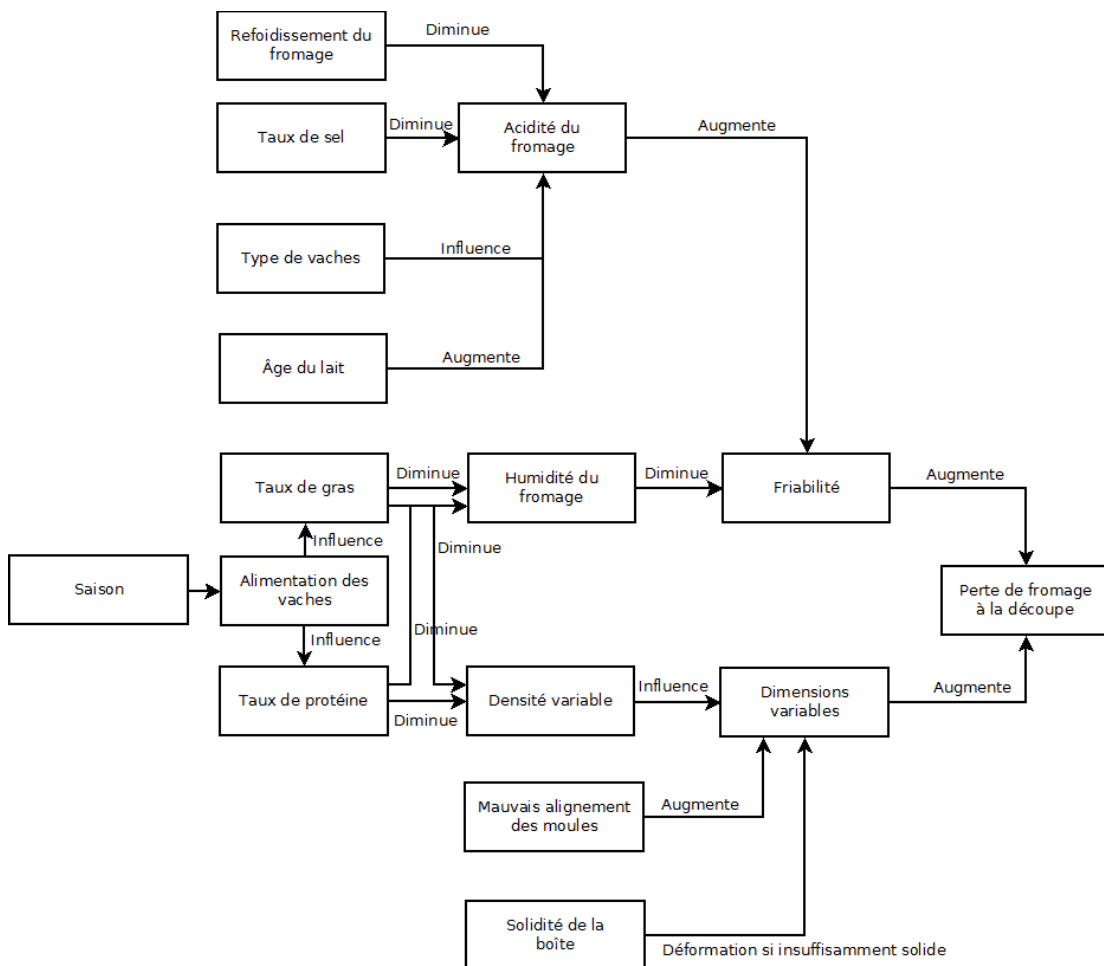 Refoidissement du
fromage
Diminue
Taux de sel
Diminue
Acidité du
fromage
Augmente
Type de vaches
Influence
Âge du lait
Augmente
Taux de gras
Diminue
Humidité du
fromage
Diminue
Friabilité
Augmente
Influence
Diminue
Saison
Alimentation des
vaches
Perte de fromage
à la découpe
Influence
Diminue
Taux de protéine
Diminue
Densité variable
Influence
Dimensions
variables
Augmente
Mauvais alignement
des moules
Augmente
Solidité de la
boîte
Déformation si insuffisamment solide